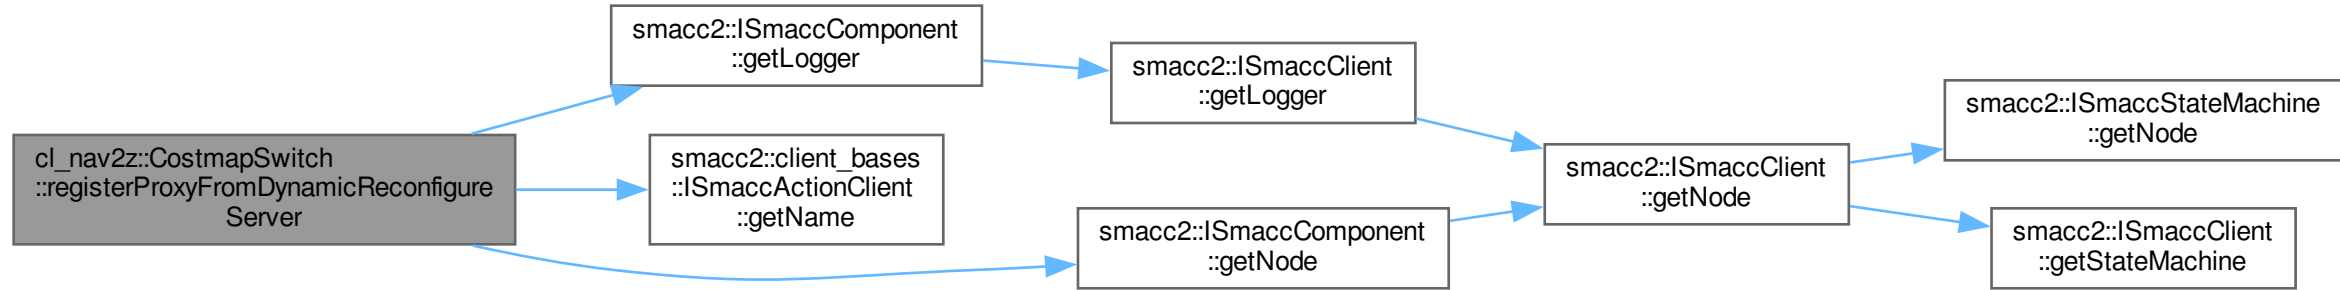 cl_nav2z::CostmapSwitch
::registerProxyFromDynamicReconfigure
Server
smacc2::ISmaccComponent
::getLogger
smacc2::client_bases
::ISmaccActionClient
::getName
smacc2::ISmaccClient
::getLogger
smacc2::ISmaccComponent
::getNode
smacc2::ISmaccClient
::getNode
smacc2::ISmaccStateMachine
::getNode
smacc2::ISmaccClient
::getStateMachine